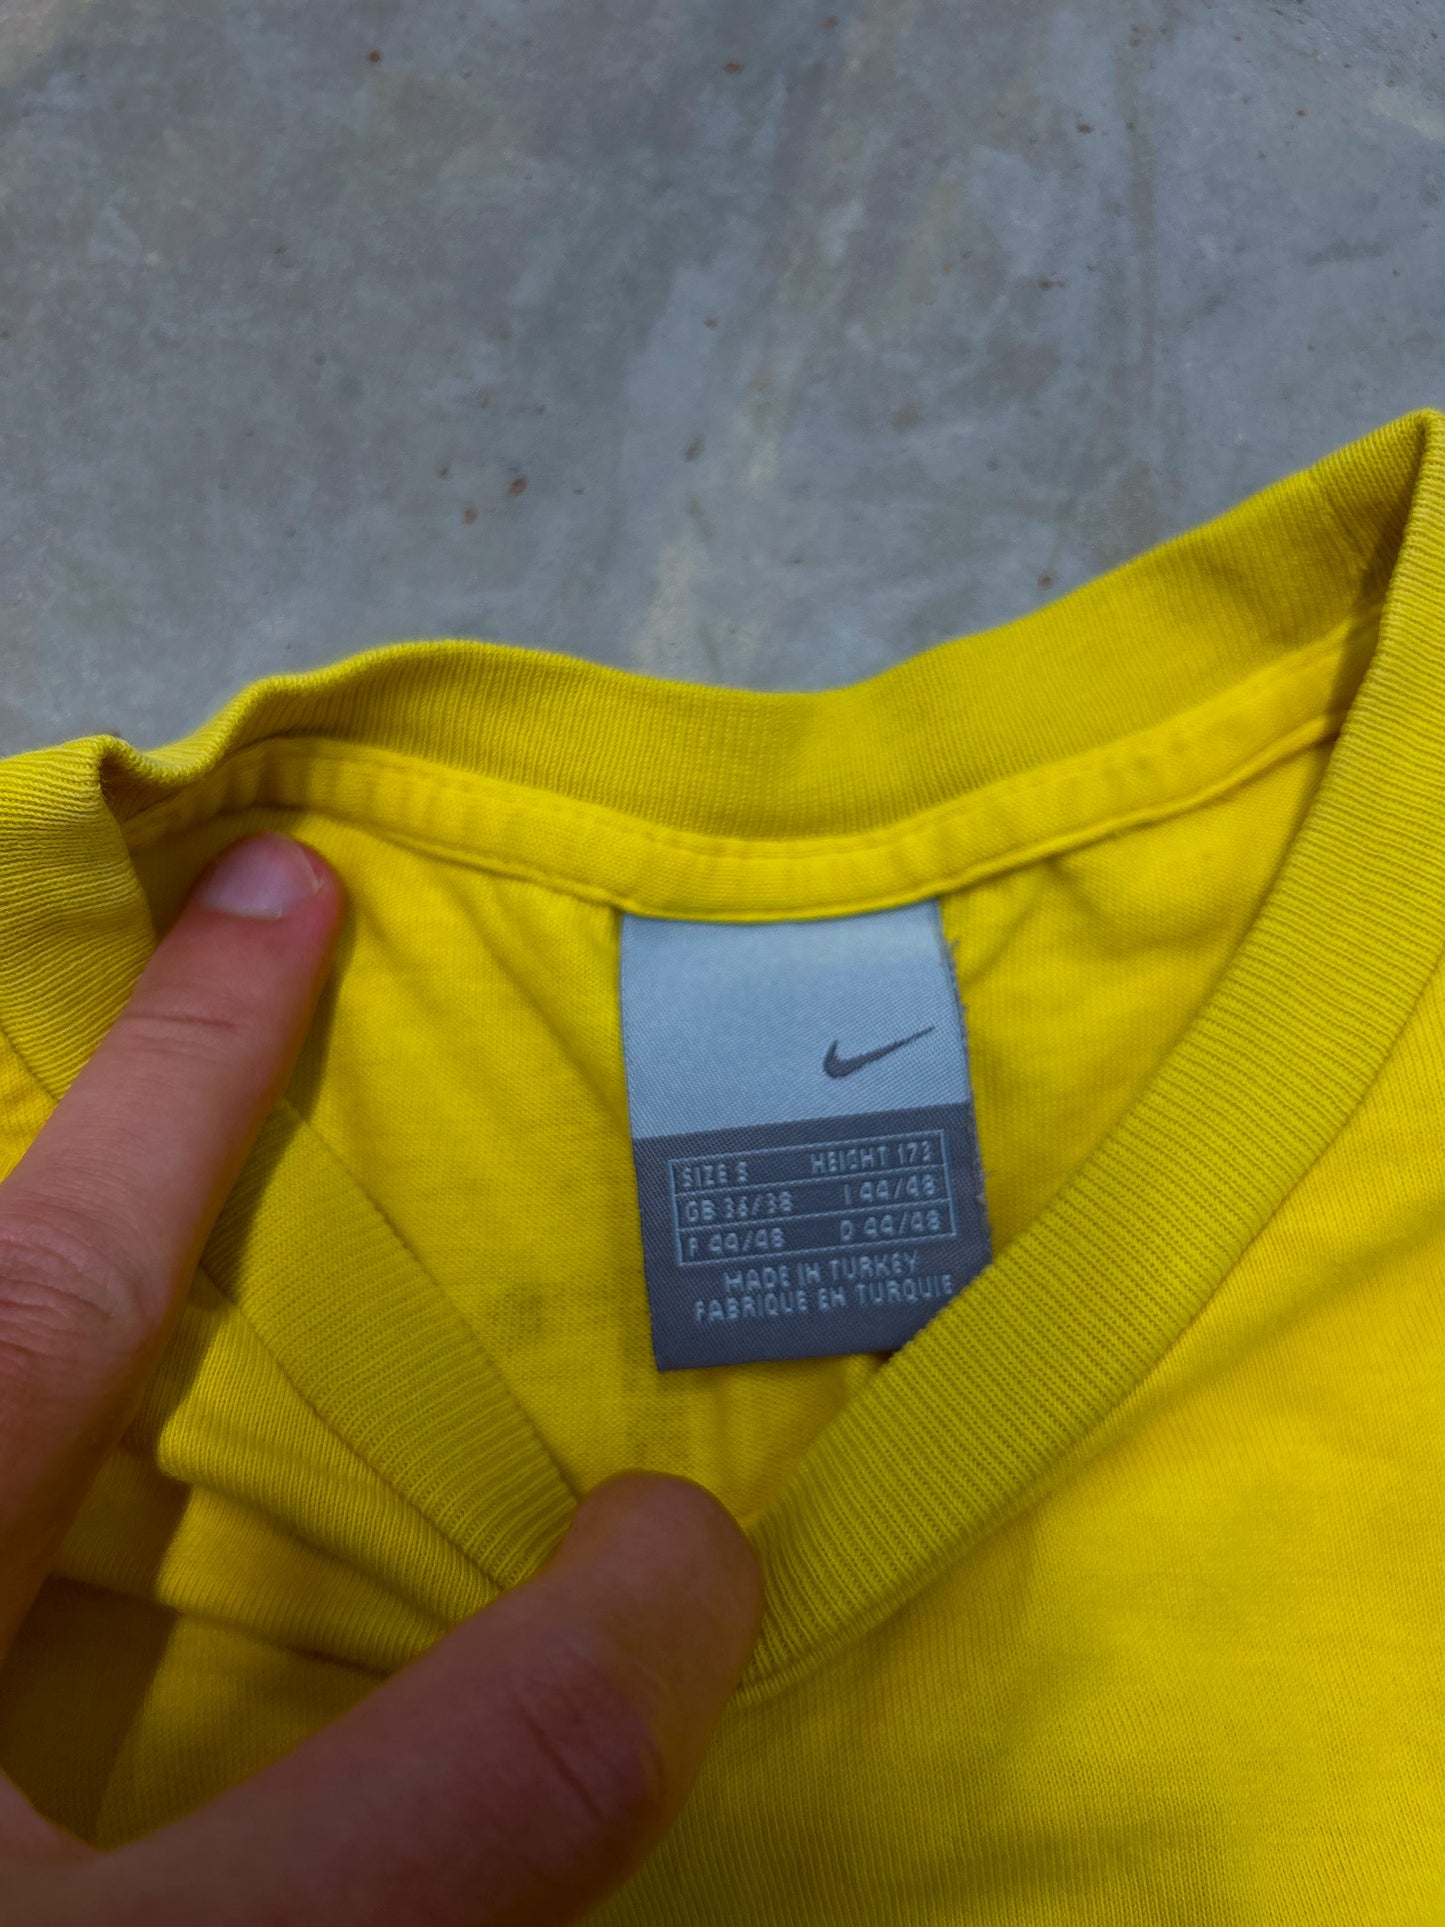 SIZE S HEIGHT 173
GB 36/38 I 44/48
F 44/48 D 44/48
MADE IN TURKEY
FABRIQUE EN TURQUIE